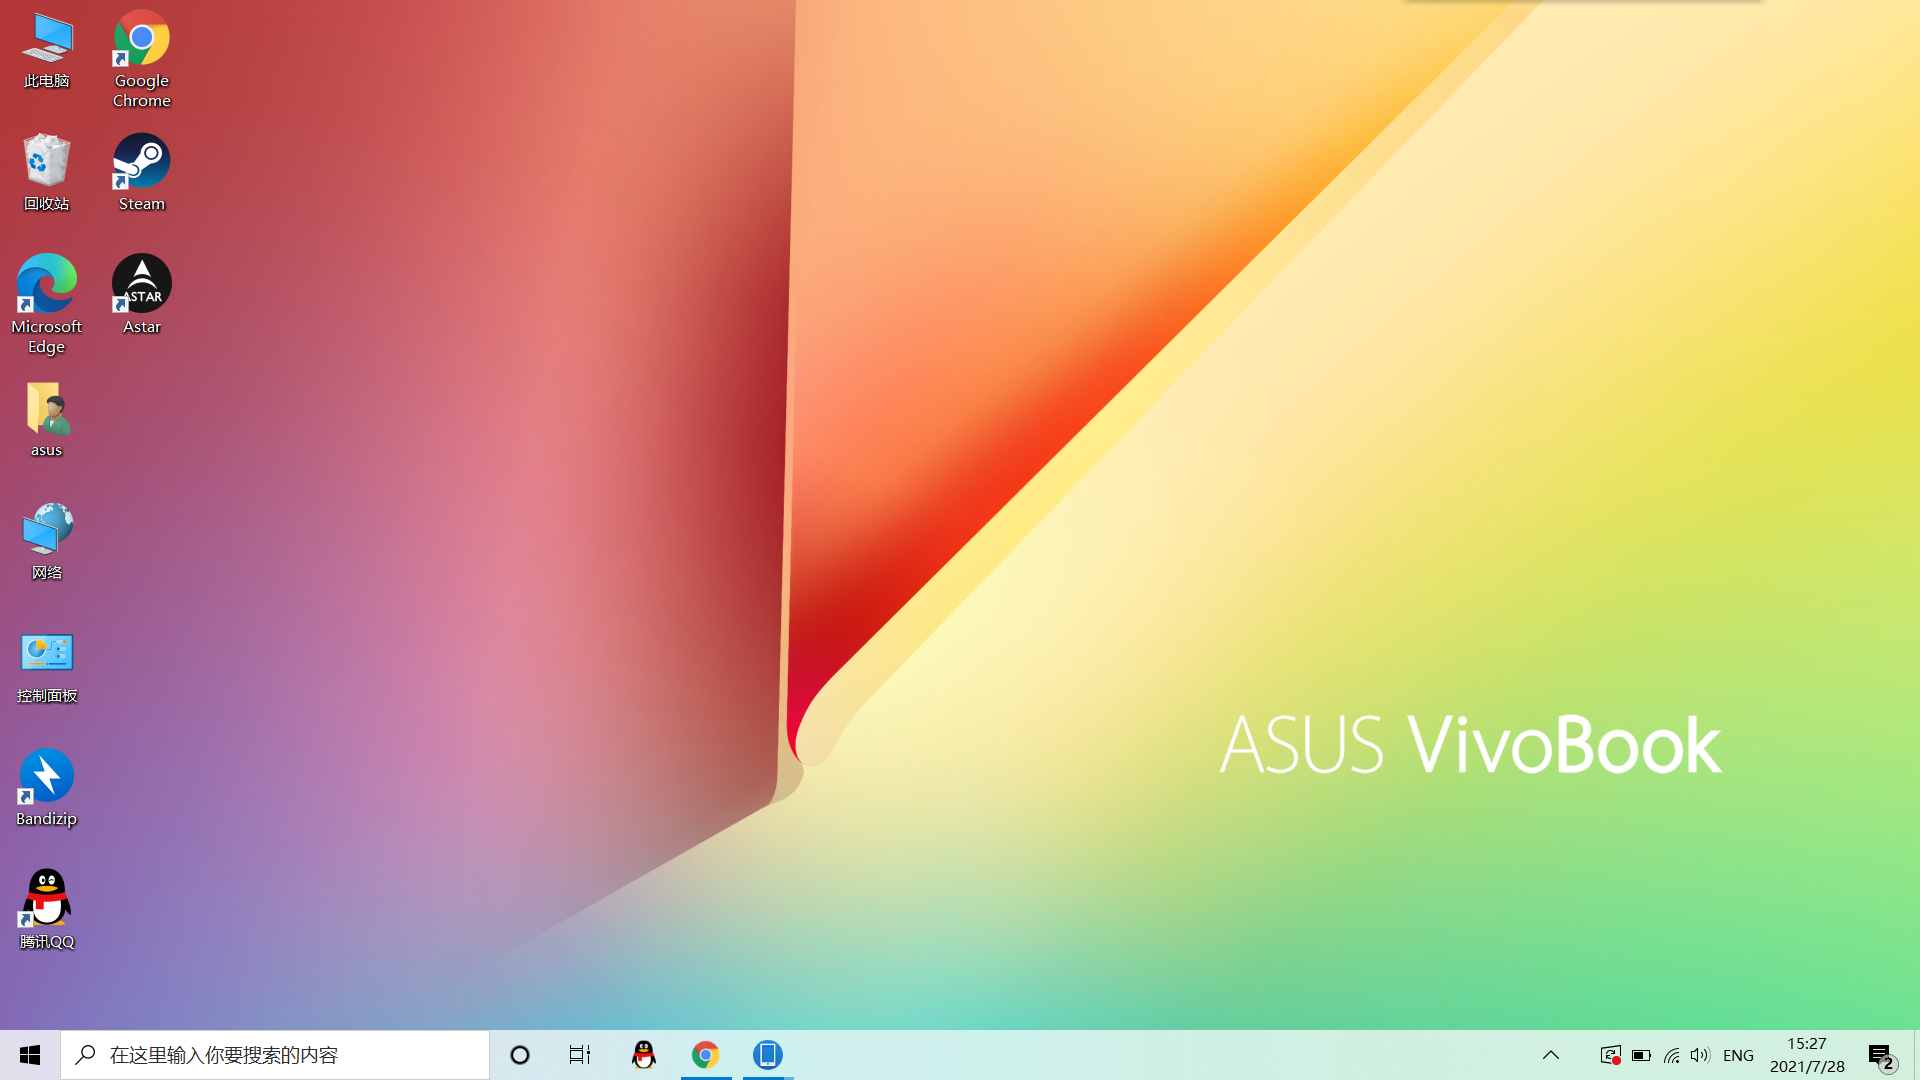 此电脑
Google
Chrome
回收站
Steam
Microsoft
Edge
ASTAR
Astar
asus
网络
控制面板
Bandizip
腾讯QQ
ASUS VivoBook
在这里输入你要搜索的内容
ENG
15:27
2021/7/28
2